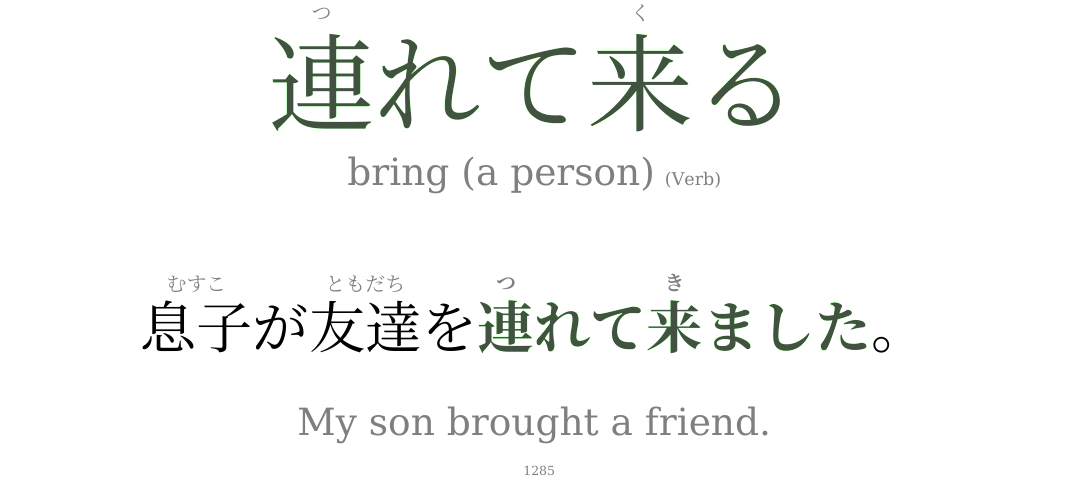 つ く
連れて来る
bring (a person) (Verb)
むすこ ともだち つ き
息子が友達を連れて来ました。
My son brought a friend.
1285